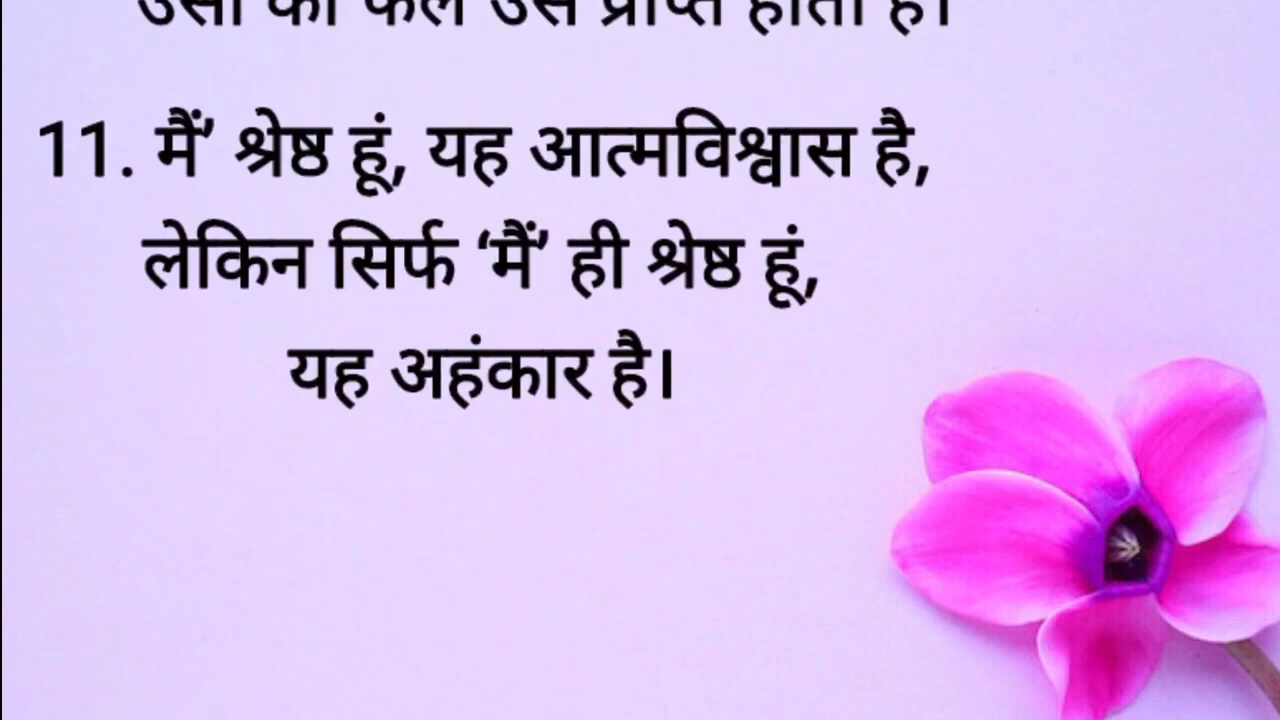 उसी का फल उसे प्राप्त होता है।
11. मैं’ श्रेष्ठ हूं, यह आत्मविश्वास है,
लेकिन सिर्फ ‘मैं’ ही श्रेष्ठ हूं,
यह अहंकार है।